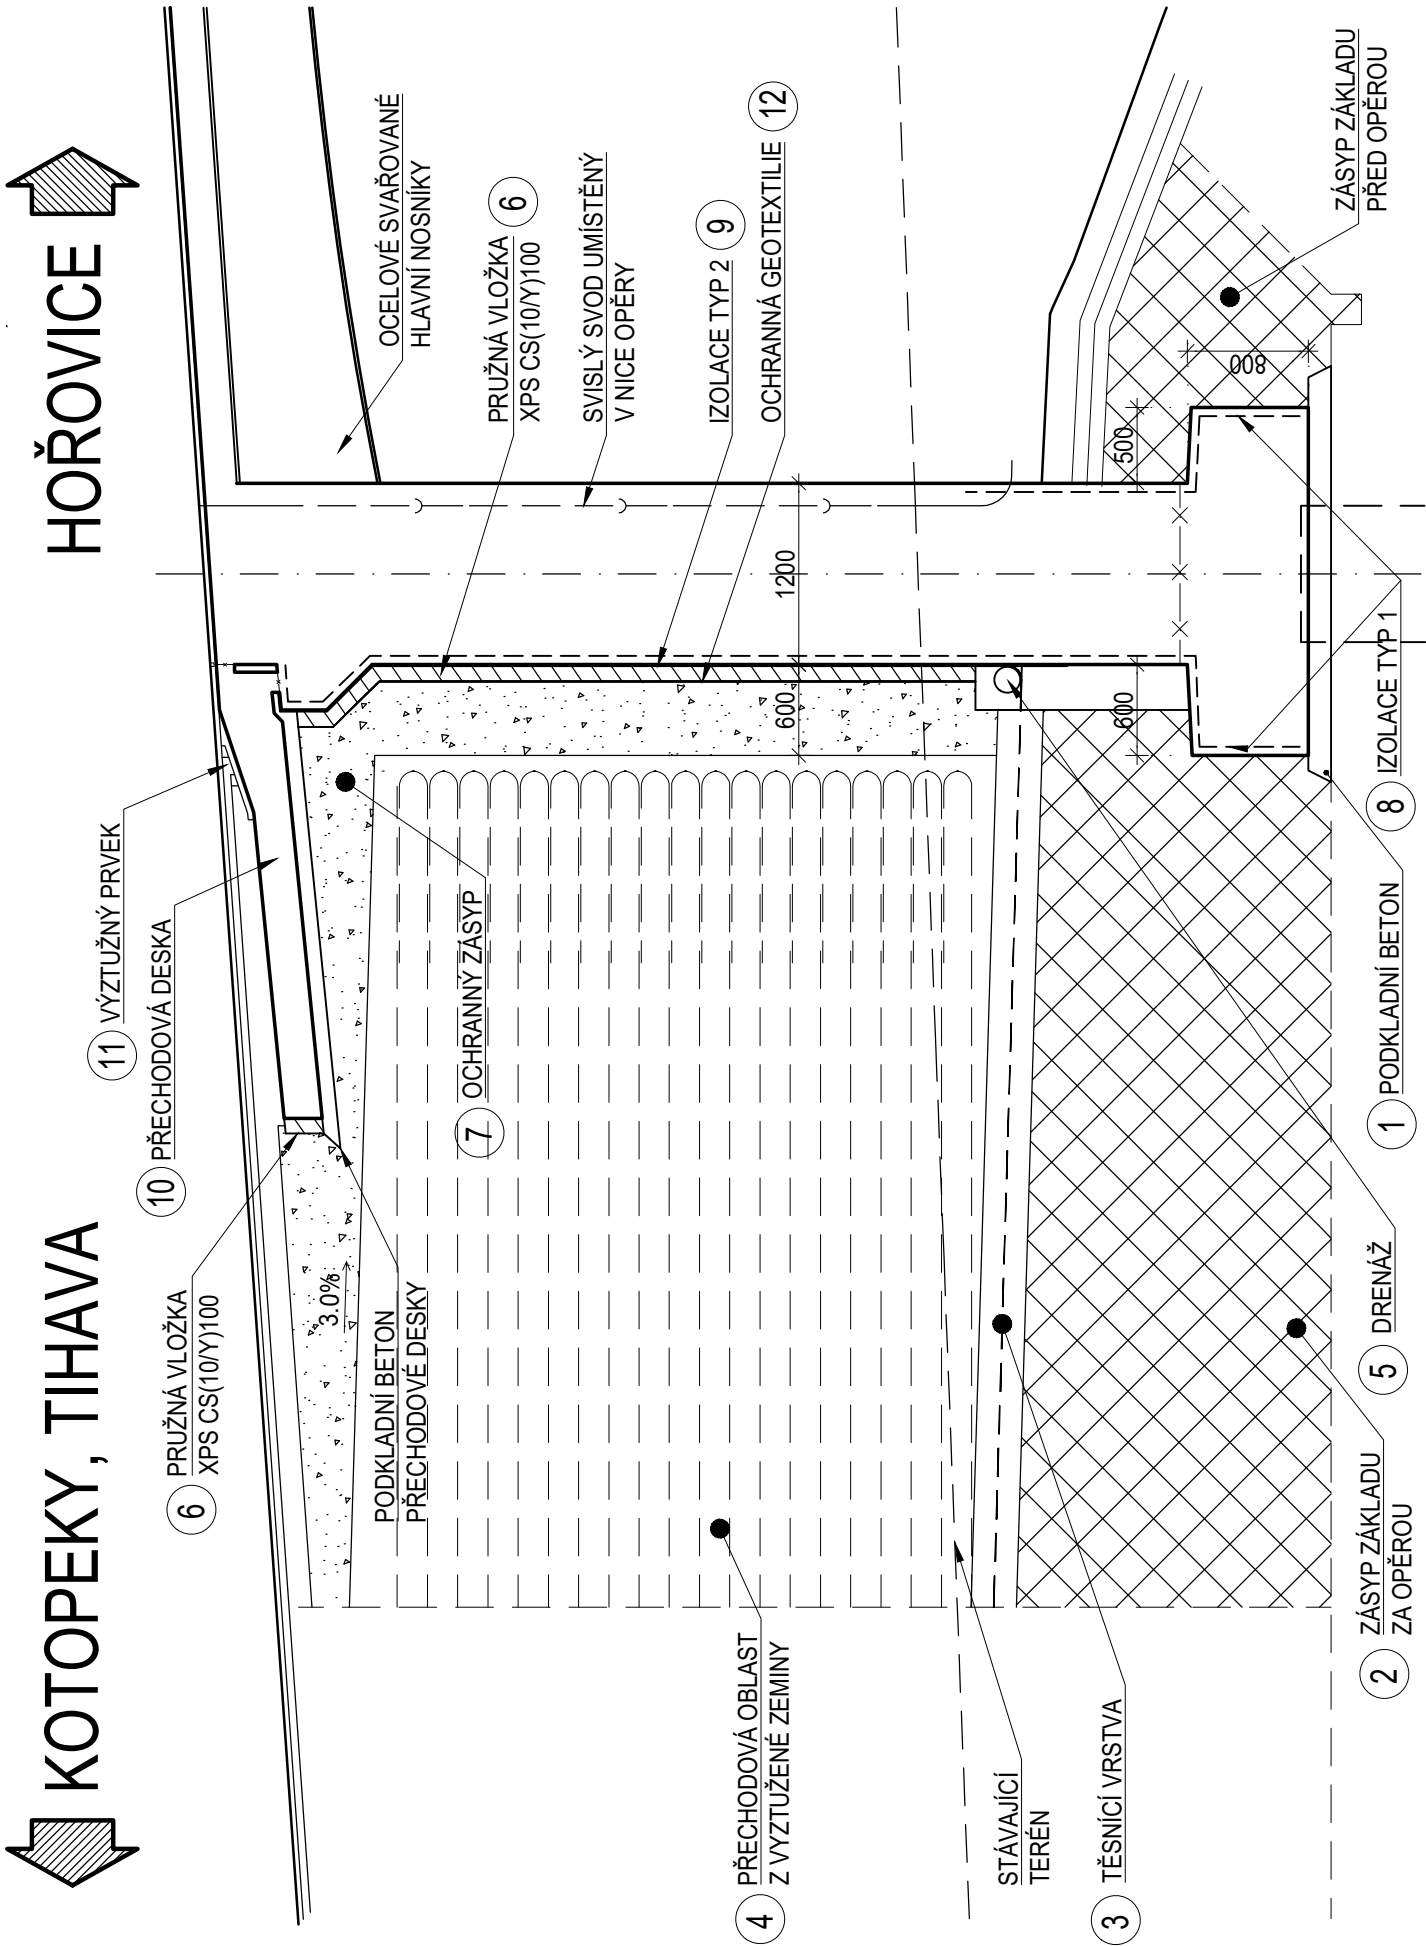 KOTOPEKY, TIHAVA
HOŘOVICE
11 VÝZTUŽNÝ PRVEK
10 PŘECHODOVÁ DESKA
6 PRUŽNÁ VLOŽKA
XPS CS(10/Y)100
3.0%
PODKLADNÍ BETON
PŘECHODOVÉ DESKY
7 OCHRANNÝ ZÁSYP
OCELOVÉ SVAŘOVANÉ
HLAVNÍ NOSNÍKY
PRUŽNÁ VLOŽKA 6
XPS CS(10/Y)100
SVISLÝ SVOD UMÍSTĚNÝ
V NICE OPĚRY
IZOLACE TYP 2 9
OCHRANNÁ GEOTEXTILIE 12
600
1200
4 PŘECHODOVÁ OBLAST
Z VYZTUŽENÉ ZEMINY
STÁVAJÍCÍ
TERÉN
3 TĚSNÍCÍ VRSTVA
600
500
800
ZÁSYP ZÁKLADU
PŘED OPĚROU
2 ZÁSYP ZÁKLADU
ZA OPĚROU
5 DRENÁŽ
1 PODKLADNÍ BETON
8 IZOLACE TYP 1